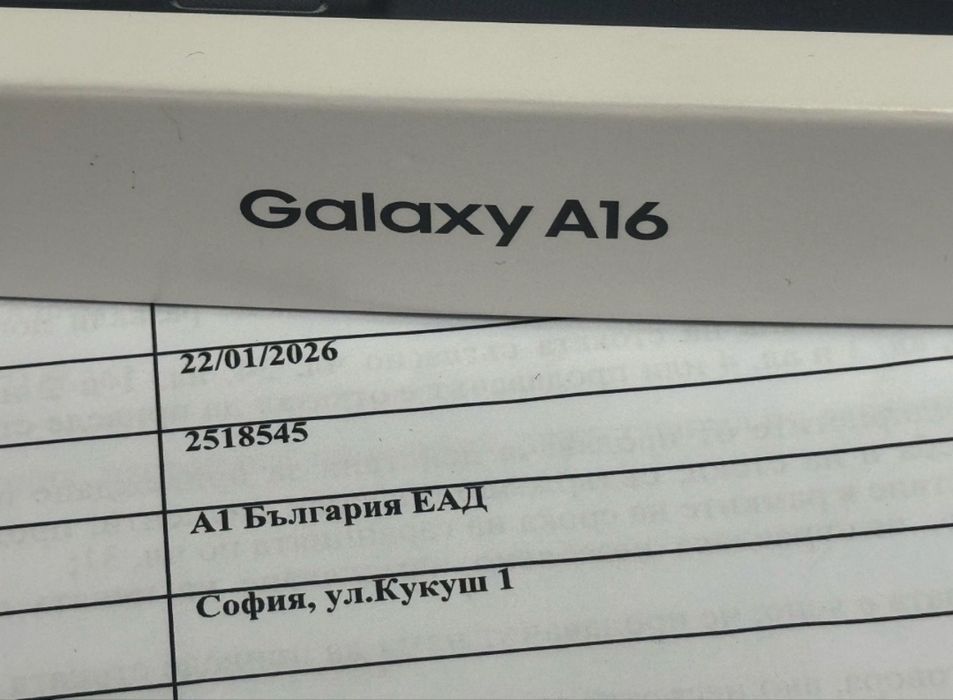 Galaxy A16
22/01/2026
2518545
А1 България ЕАД
София, ул.Кукуш 1